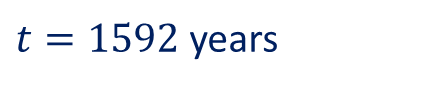 t = 1592 years